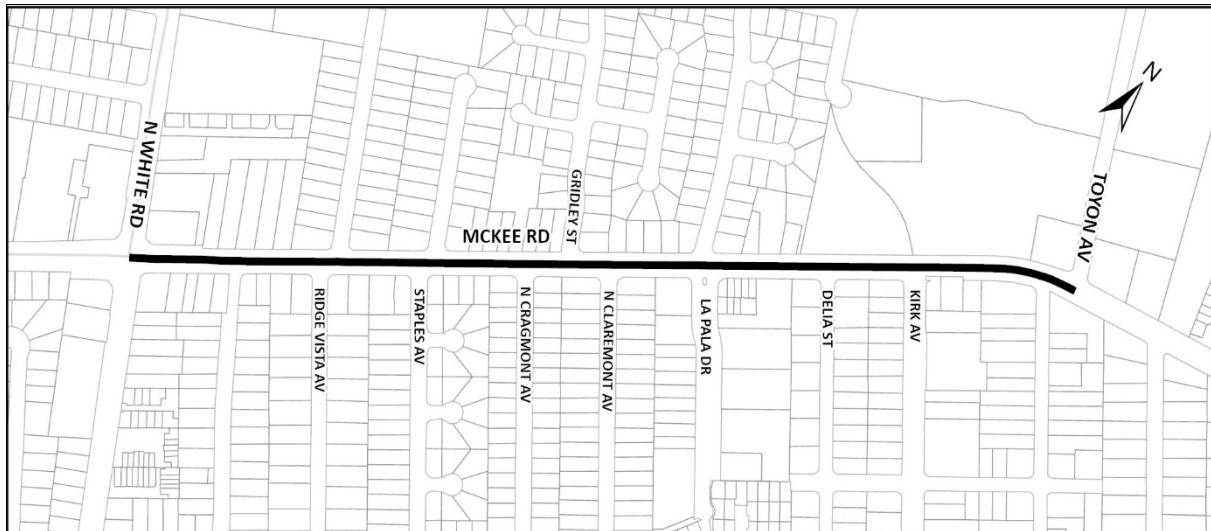 N
N WHITE RD
TOYON AV
GRIDLEY ST
MCKEE RD
RIDGE VISTA AV
STAPLES AV
N CRAGMONT AV
N CLAREMONT AV
LA PALA DR
DELIA ST
KIRK AV